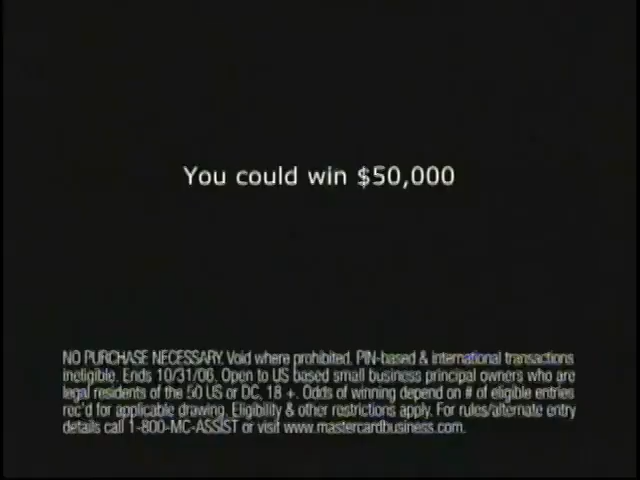 You could win $50,000
NO PURCHASE NECESSARY. Void where prohibited. PIN-based & international transactions
ineligible. Ends 10/31/06. Open to US based small business principal owners who are
legal residents of the 50 US or DC, 18 +. Odds of winning depend on # of eligible entries
rec'd for applicable drawing. Eligibility & other restrictions apply. For rules/alternate entry
details call 1-800-MC-ASSIST or visit www.mastercardbusiness.com.